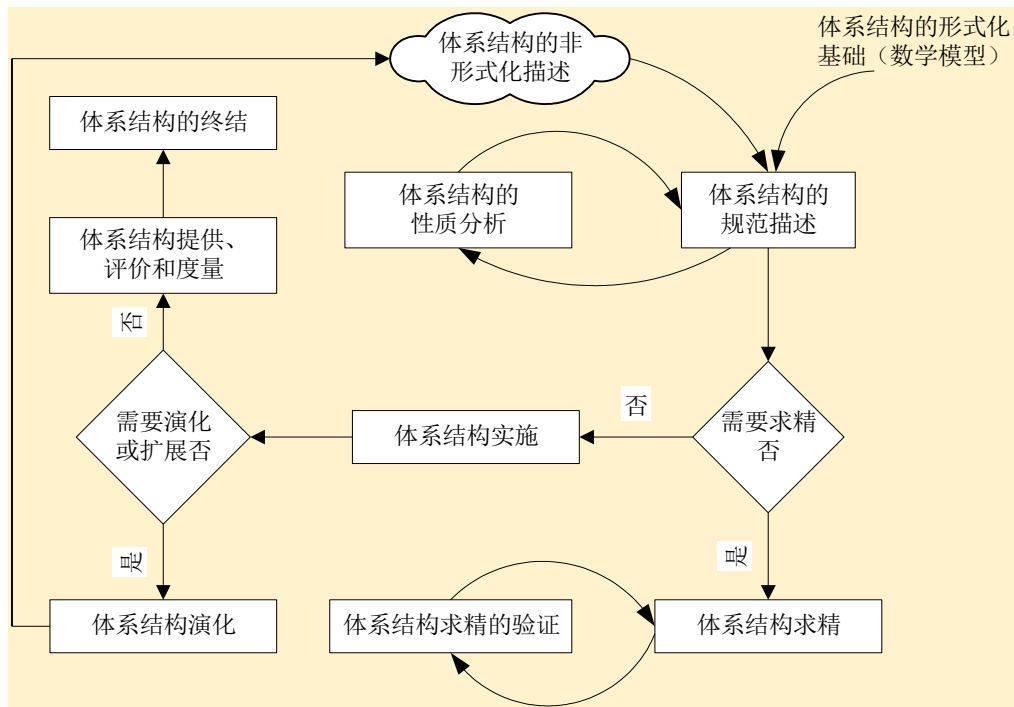 体系结构的非
形式化描述
体系结构的形式化
基础（数学模型）
体系结构的终结
体系结构的
性质分析
体系结构的
规范描述
体系结构提供、
评价和度量
否
需要演化
或扩展否
体系结构实施
否
需要求精
否
是
是
体系结构演化
体系结构求精的验证
体系结构求精